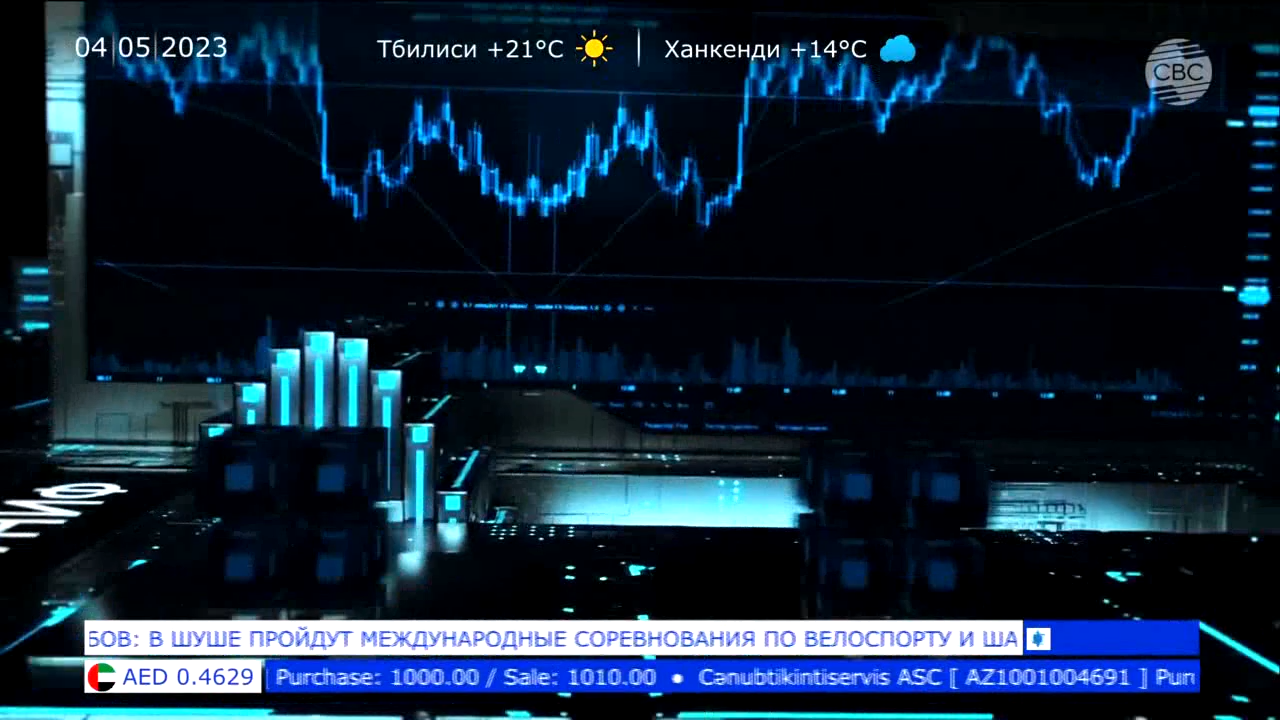 04|05|2023
Тбилиси +21°C | Ханкенди +14°C
CBC
БОВ: В ШУШЕ ПРОЙДУТ МЕЖДУНАРОДНЫЕ СОРЕВНОВАНИЯ ПО ВЕЛОСПОРТУ И ША
AED 0.4629 Purchase: 1000.00 / Sale: 1010.00 • Canubtikintiservis ASC [ AZ1001004691 ] Pur